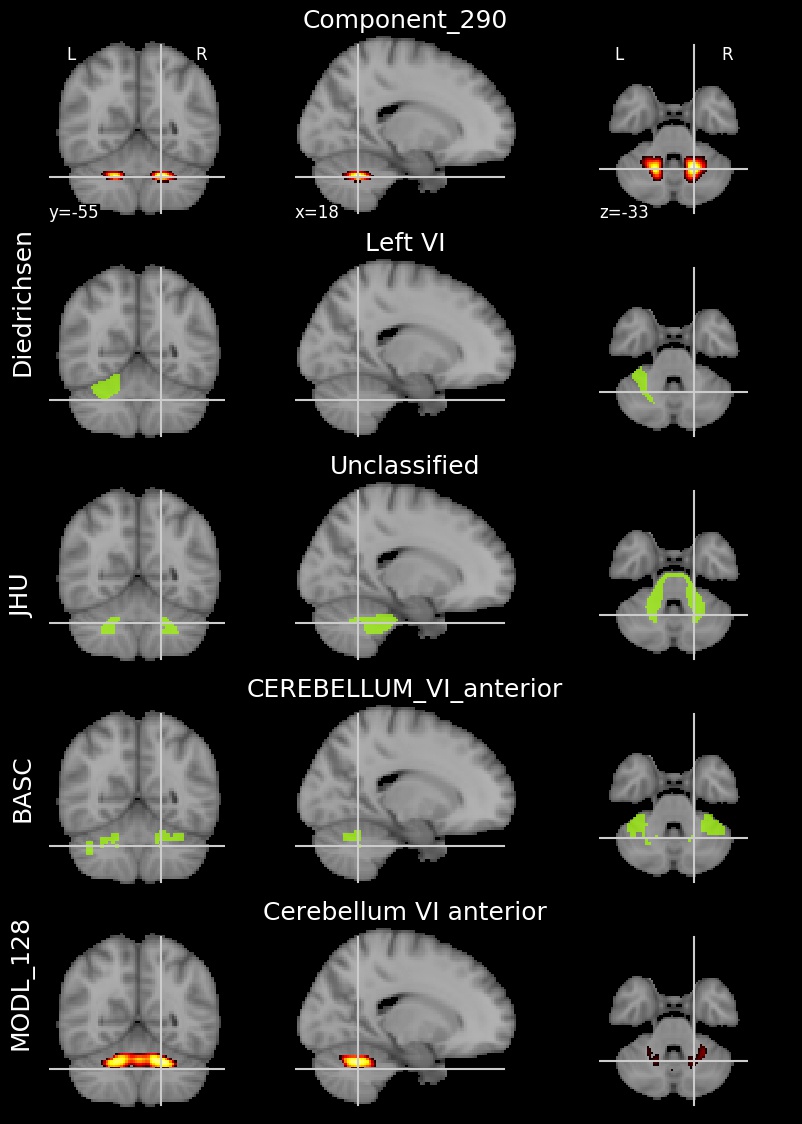 Component_290
L
R
L
R
y=-55
x=18
z=-33
Diedrichsen
Left VI
JHU
Unclassified
BASC
CEREBELLUM_VI_anterior
MODL_128
Cerebellum VI anterior